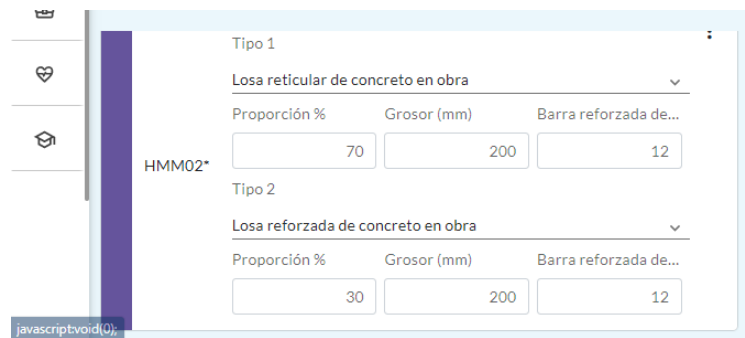 Tipo 1
Losa reticular de concreto en obra
Proporción % Grosor (mm) Barra reforzada de...
70 200 12
HMM02*
Tipo 2
Losa reforzada de concreto en obra
Proporción % Grosor (mm) Barra reforzada de...
30 200 12
javascript:void(0);